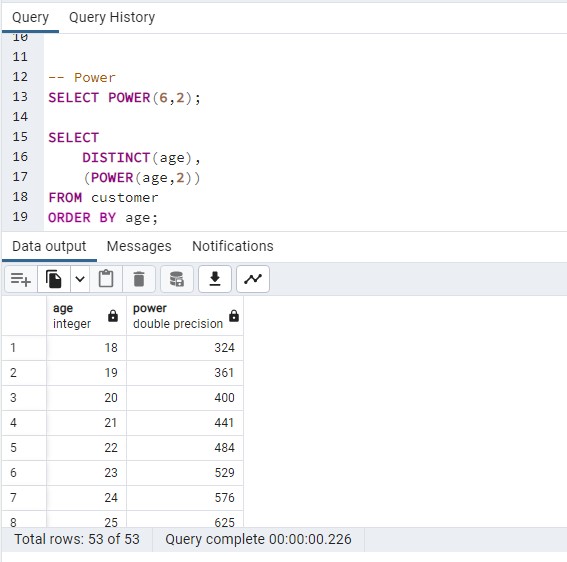 Query Query History
10
11
12 -- Power
13 SELECT POWER(6,2);
14
15 SELECT
16 DISTINCT(age),
17 (POWER(age,2))
18 FROM customer
19 ORDER BY age;
Data output Messages Notifications
age power
integer double precision
1 18 324
2 19 361
3 20 400
4 21 441
5 22 484
6 23 529
7 24 576
8 25 625
Total rows: 53 of 53 Query complete 00:00:00.226